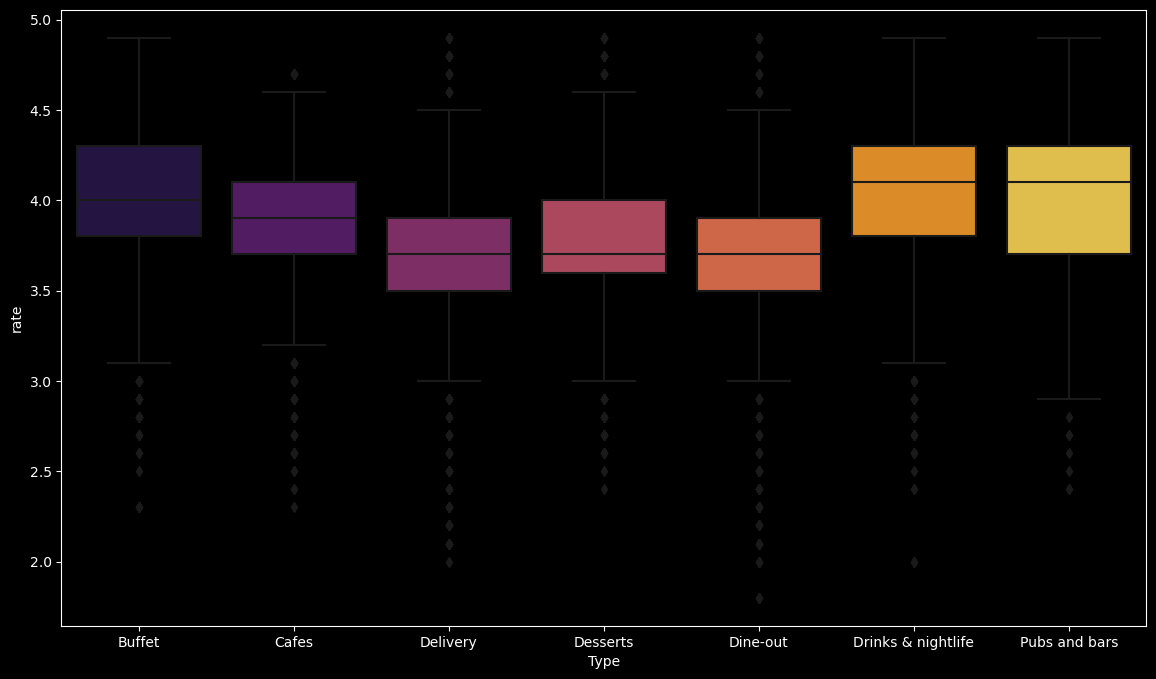 5.0
4.5
4.0
3.5
3.0
2.5
2.0
rate
Buffet Cafes Delivery Desserts Dine-out Drinks & nightlife Pubs and bars
Type